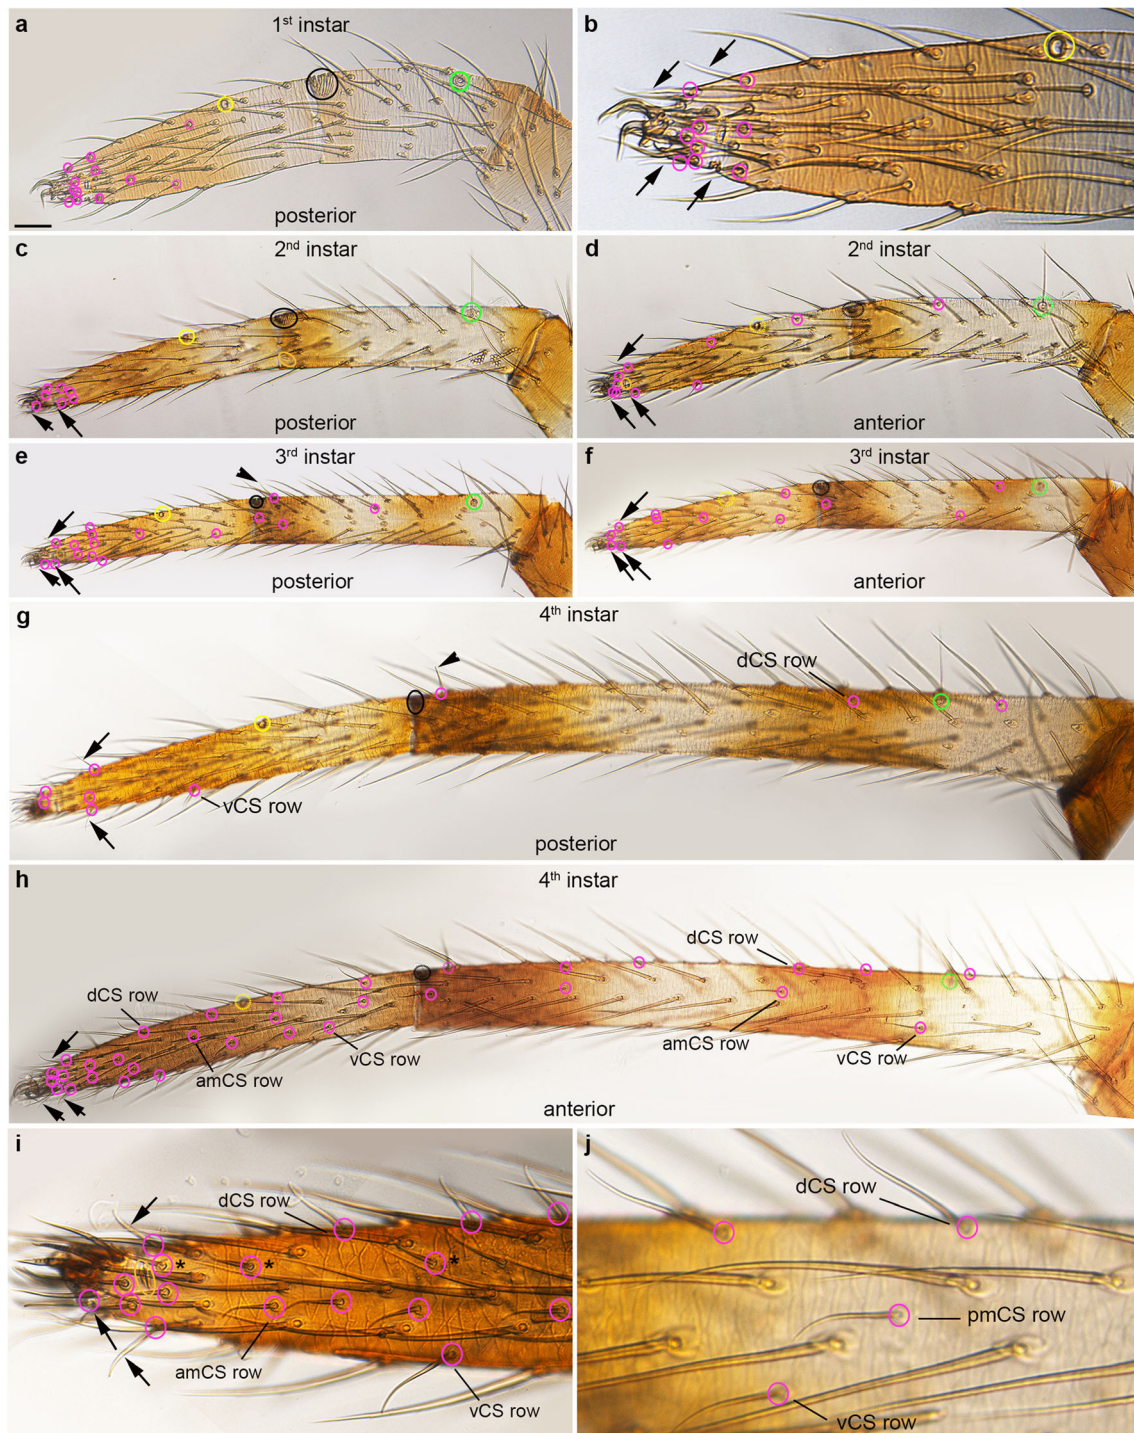 a
1st instar
posterior
b
c
2nd instar
posterior
d
2nd instar
anterior
e
3rd instar
posterior
f
3rd instar
anterior
g
4th instar
dCS row
vCS row
posterior
h
4th instar
dCS row
dCS row
amCS row
vCS row
amCS row
vCS row
anterior
i
dCS row
*
*
*
amCS row
vCS row
j
dCS row
pmCS row
vCS row